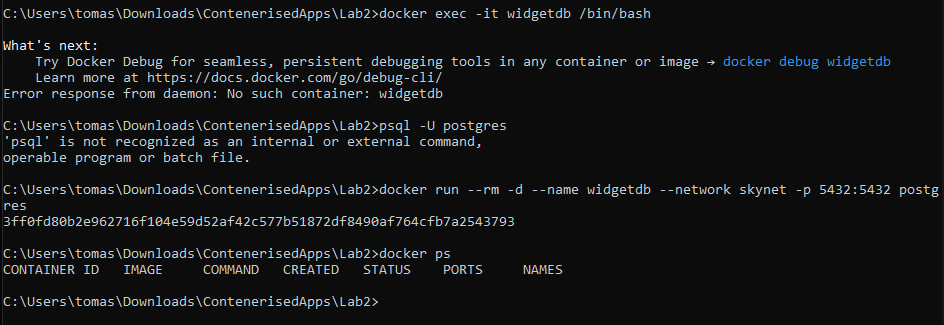 C:\Users\tomas\Downloads\ContenerisedApps\Lab2>docker exec -it widgetdb /bin/bash
What's next:
    Try Docker Debug for seamless, persistent debugging tools in any container or image → docker debug widgetdb
    Learn more at https://docs.docker.com/go/debug-cli/
Error response from daemon: No such container: widgetdb
C:\Users\tomas\Downloads\ContenerisedApps\Lab2>psql -U postgres
'psql' is not recognized as an internal or external command,
operable program or batch file.
C:\Users\tomas\Downloads\ContenerisedApps\Lab2>docker run --rm -d --name widgetdb --network skynet -p 5432:5432 postg
res
3ff0fd80b2e962716f104e59d52af42c577b51872df8490af764cfb7a2543793
C:\Users\tomas\Downloads\ContenerisedApps\Lab2>docker ps
CONTAINER ID   IMAGE     COMMAND   CREATED   STATUS    PORTS     NAMES
C:\Users\tomas\Downloads\ContenerisedApps\Lab2>